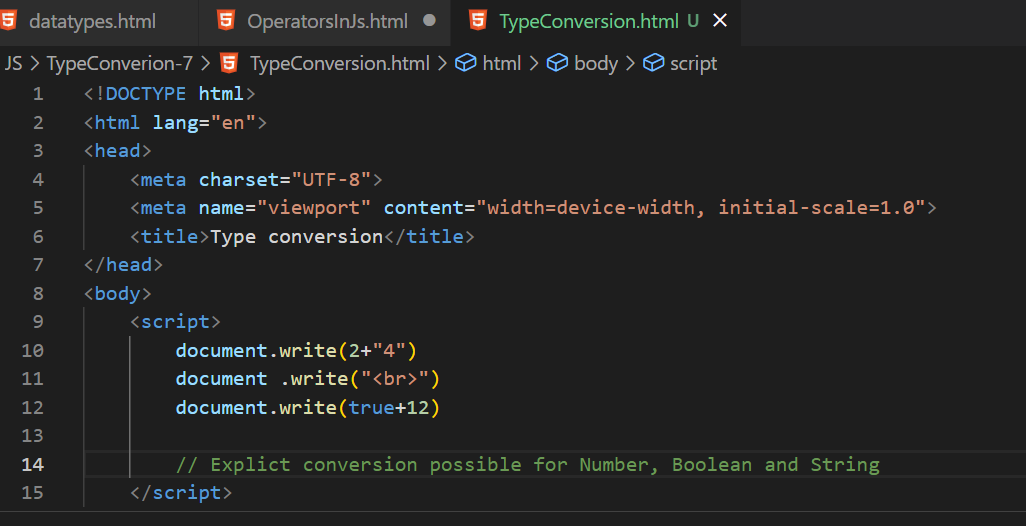 datatypes.html OperatorsInJs.html TypeConversion.html U
JS > TypeConverion-7 > TypeConversion.html > html > body > script
1 <!DOCTYPE html>
2 <html lang="en">
3 <head>
4 <meta charset="UTF-8">
5 <meta name="viewport" content="width=device-width, initial-scale=1.0">
6 <title>Type conversion</title>
7 </head>
8 <body>
9 <script>
10 document.write(2+"4")
11 document .write("<br>")
12 document.write(true+12)
13
14 // Explict conversion possible for Number, Boolean and String
15 </script>